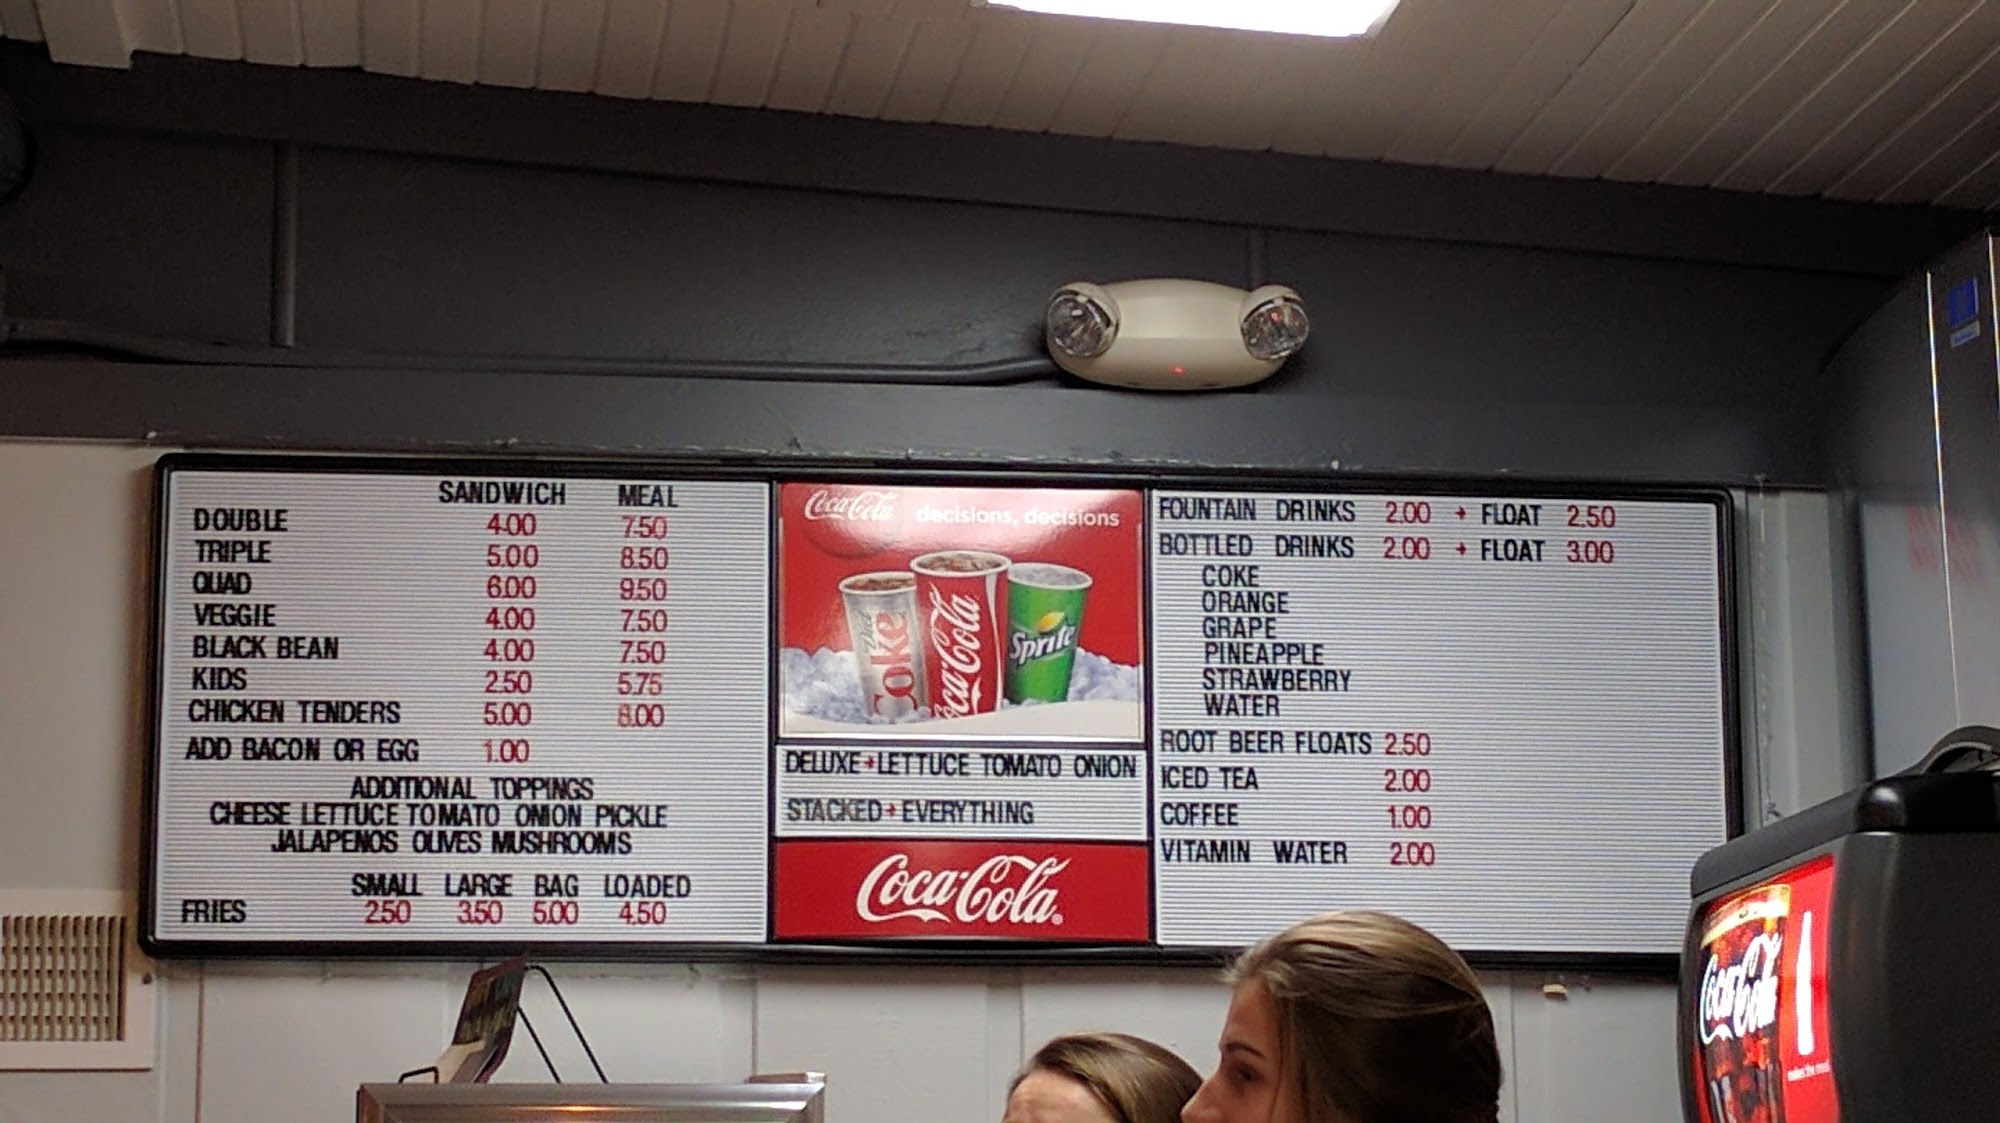 SANDWICH MEAL
DOUBLE 4.00 7.50
TRIPLE 5.00 8.50
QUAD 6.00 9.50
VEGGIE 4.00 7.50
BLACK BEAN 4.00 7.50
KIDS 2.50 5.75
CHICKEN TENDERS 5.00 8.00
ADD BACON OR EGG 1.00
ADDITIONAL TOPPINGS
CHEESE LETTUCE TOMATO ONION PICKLE
JALAPENOS OLIVES MUSHROOMS
SMALL LARGE BAG LOADED
FRIES 2.50 3.50 5.00 4.50
Coca-Cola decisions, decisions
Diet Coke
Coca-Cola
Sprite
DELUXE → LETTUCE TOMATO ONION
STACKED → EVERYTHING
Coca-Cola
FOUNTAIN DRINKS 2.00 → FLOAT 2.50
BOTTLED DRINKS 2.00 → FLOAT 3.00
COKE
ORANGE
GRAPE
PINEAPPLE
STRAWBERRY
WATER
ROOT BEER FLOATS 2.50
ICED TEA 2.00
COFFEE 1.00
VITAMIN WATER 2.00
Coca-Cola